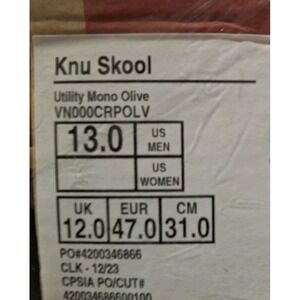 Knu Skool
Utility Mono Olive
VN000CRPOLV
13.0 US MEN
US WOMEN
UK EUR CM
12.0 47.0 31.0
PO#4200346866
CLK - 12/23
CPSIA PO/CUT#
420034686600100